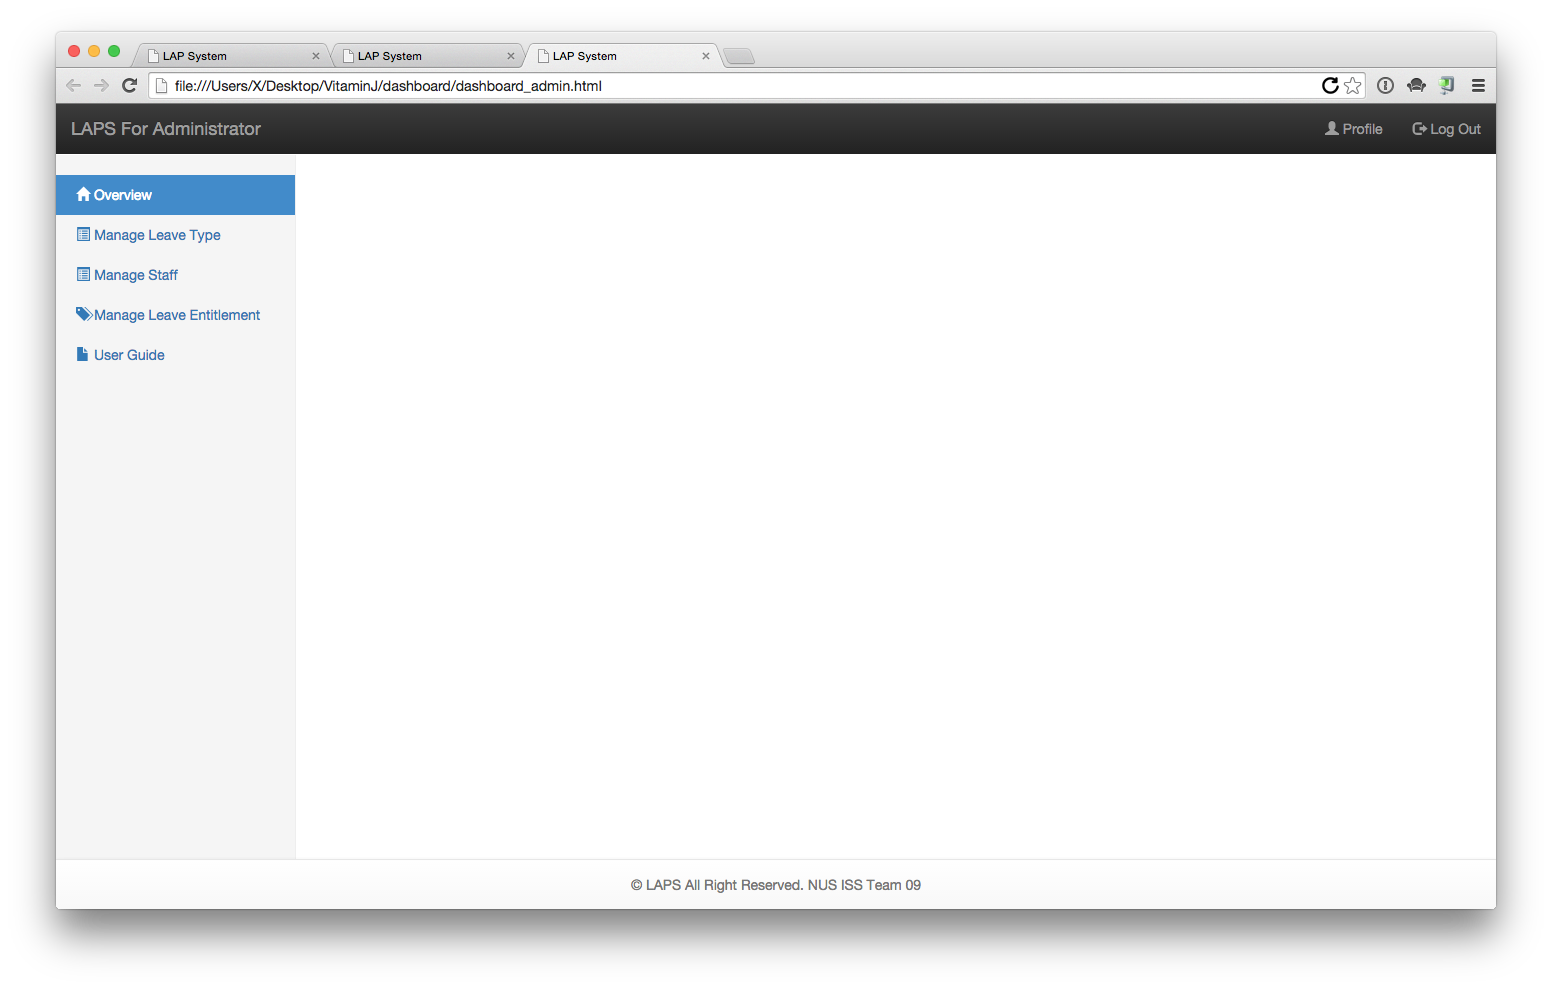 LAP System LAP System LAP System
file:///Users/X/Desktop/VitaminJ/dashboard/dashboard_admin.html
LAPS For Administrator Profile Log Out
Overview
Manage Leave Type
Manage Staff
Manage Leave Entitlement
User Guide
© LAPS All Right Reserved. NUS ISS Team 09